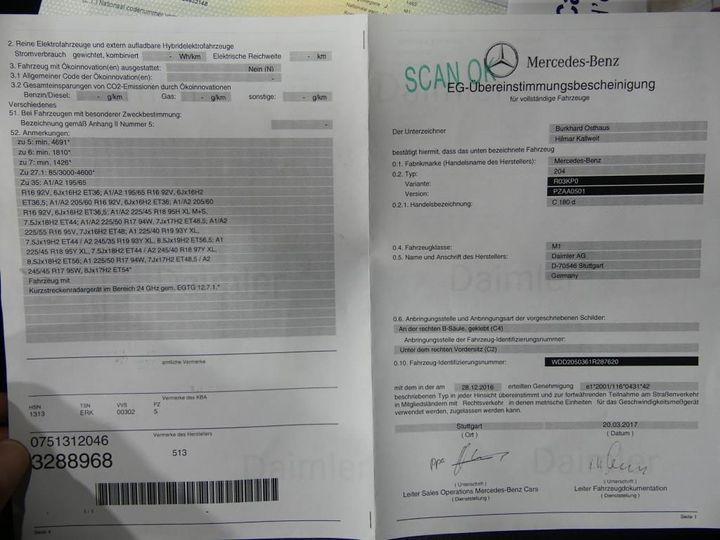 1.1 Nationaal codenummer
2. Reine Elektrofahrzeuge und extern aufladbare Hybridelektrofahrzeuge
Stromverbrauch gewichtet, kombiniert - Wh/km Elektrische Reichweite - km
3. Fahrzeug mit Ökoinnovation(en) ausgestattet: Nein (N)
3.1 Allgemeiner Code der Ökoinnovation(en): -
3.2 Gesamteinsparungen von CO2-Emissionen durch Ökoinnovationen
Benzin/Diesel: - g/km Gas: - g/km sonstige: - g/km
Verschiedenes
51. Bei Fahrzeugen mit besonderer Zweckbestimmung:
Bezeichnung gemäß Anhang II Nummer 5: -
52. Anmerkungen:
zu 5: min. 4691*
zu 6: min. 1810*
zu 7: min. 1426*
Zu 27.1: 85/3000-4600*
Zu 35: A1/A2 195/65
R16 92V, 6Jx16H2 ET36; A1/A2 195/65 R16 92V, 6Jx16H2
ET36,5; A1/A2 205/60 R16 92V, 6Jx16H2 ET36; A1/A2 205/60
R16 92V, 6Jx16H2 ET36,5; A1/A2 225/45 R18 95H XL M+S,
7.5Jx18H2 ET44; A1/A2 225/50 R17 94W, 7Jx17H2 ET48,5; A1/A2
225/55 R16 95V, 7Jx16H2 ET48; A1 225/40 R19 93Y XL,
7.5Jx19H2 ET44 / A2 245/35 R19 93Y XL, 8.5Jx19H2 ET56,5; A1
225/45 R18 95Y XL, 7.5Jx18H2 ET44 / A2 245/40 R18 97Y XL,
8.5Jx18H2 ET56; A1 225/50 R17 94W, 7Jx17H2 ET48,5 / A2
245/45 R17 95W, 8Jx17H2 ET54*
Fahrzeug mit
Kurzstreckenradargerät im Bereich 24 GHz gem. EGTG 12.7.1.*
amtliche Vermerke
Vermerke des KBA
HSN TSN VVS PZ
1313 ERK 00302 5
Vermerke des Herstellers
0751312046 513
3288968
Seite 4
SCAN OK
Mercedes-Benz
EG-Übereinstimmungsbescheinigung
für vollständige Fahrzeuge
Der Unterzeichner Burkhard Osthaus
Hilmar Kallweit
bestätigt hiermit, dass das unten bezeichnete Fahrzeug
0.1. Fabrikmarke (Handelsname des Herstellers): Mercedes-Benz
0.2. Typ: 204
Variante: R03KP0
Version: PZAA0501
0.2.1. Handelsbezeichnung: C 180 d
0.4. Fahrzeugklasse: M1
0.5. Name und Anschrift des Herstellers: Daimler AG
D-70546 Stuttgart
Germany
0.6. Anbringungsstelle und Anbringungsart der vorgeschriebenen Schilder:
An der rechten B-Säule, geklebt (C4)
Anbringungsstelle der Fahrzeug-Identifizierungsnummer:
Unter dem rechten Vordersitz (C2)
0.10. Fahrzeug-Identifizierungsnummer: WDD2050361R287620
mit dem in der am 28.12.2016 erteilten Genehmigung e1*2001/116*0431*42
beschriebenen Typ in jeder Hinsicht übereinstimmt und zur fortwährenden Teilnahme am Straßenverkehr
in Mitgliedsländern mit Rechtsverkehr in denen metrische Einheiten für das Geschwindigkeitsmeßgerät
verwendet werden, zugelassen werden kann.
Stuttgart 20.03.2017
( Ort ) ( Datum )
ppa
( Unterschrift ) ( Unterschrift )
Leiter Sales Operations Mercedes-Benz Cars Leiter Fahrzeugdokumentation
( Dienststellung ) ( Dienststellung )
Seite 1
Daimler
Daimler
Daimler